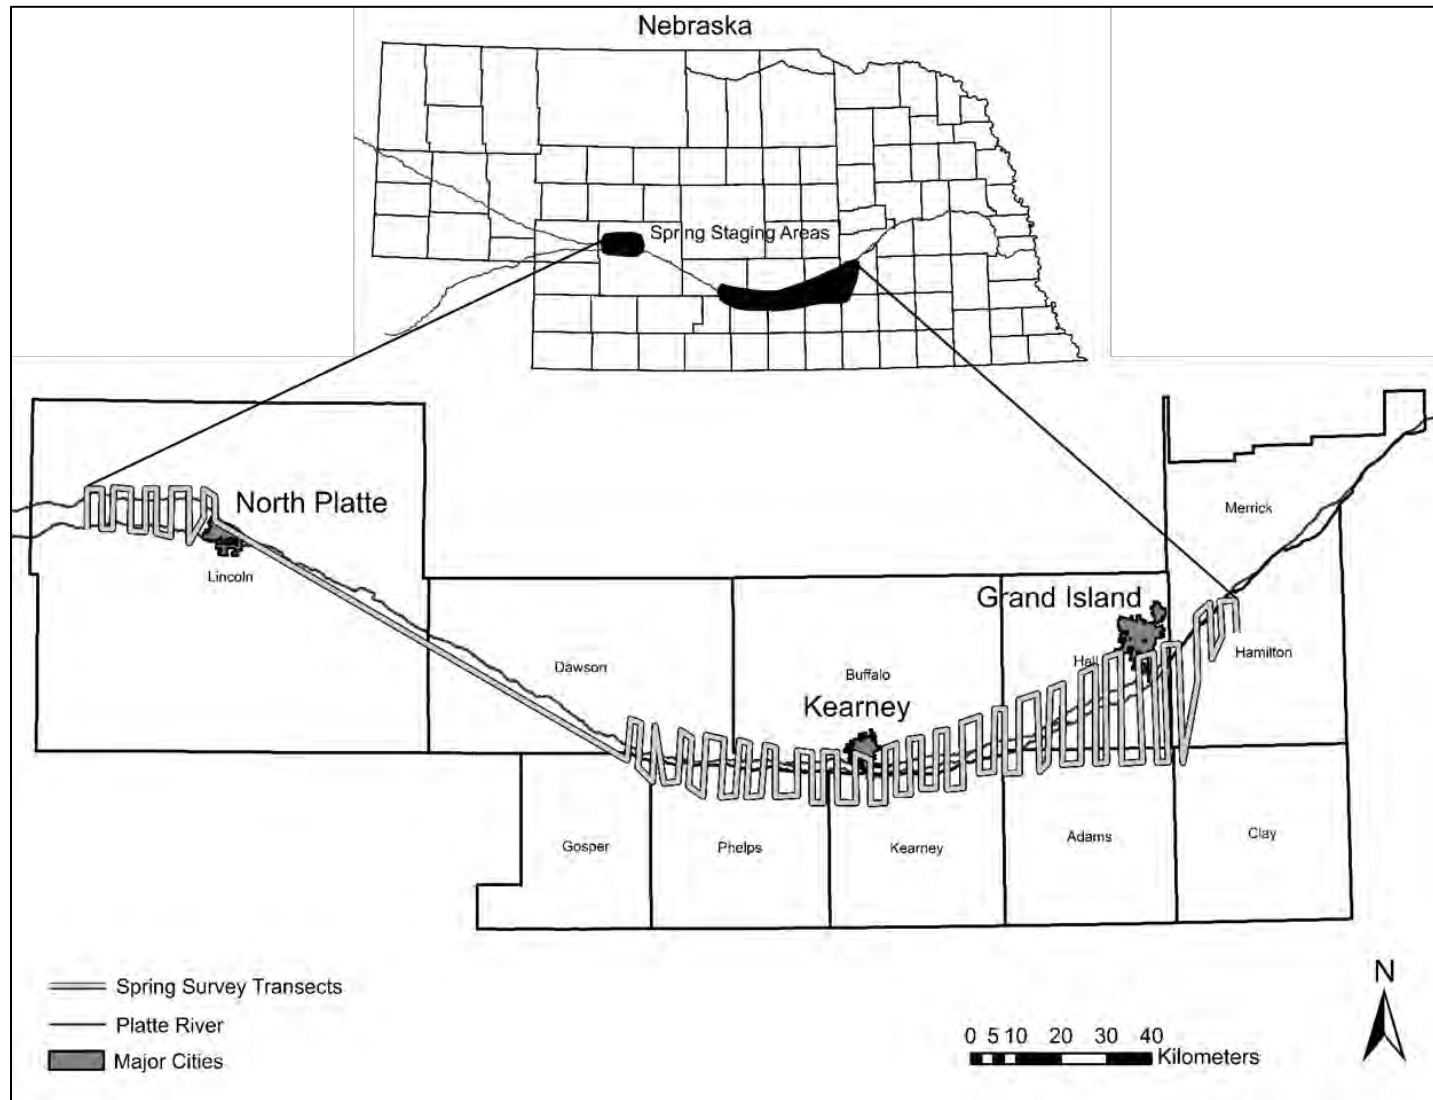 Nebraska
Spring Staging Areas
North Platte
Merrick
Lincoln
Grand Island
Dawson
Buffalo
Hall
Hamilton
Kearney
Gosper
Phelps
Kearney
Adams
Clay
Spring Survey Transects
Platte River
Major Cities
0 5 10 20 30 40
Kilometers
N